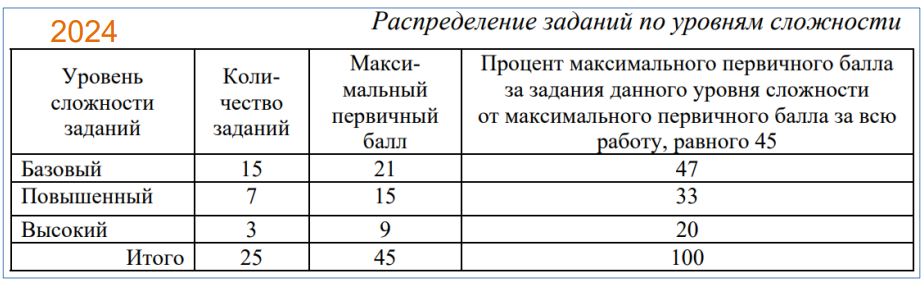 2024
Распределение заданий по уровням сложности
Уровень
сложности
заданий
Коли-
чество
заданий
Макси-
мальный
первичный
балл
Процент максимального первичного балла
за задания данного уровня сложности
от максимального первичного балла за всю
работу, равного 45
Базовый 15 21 47
Повышенный 7 15 33
Высокий 3 9 20
Итого 25 45 100